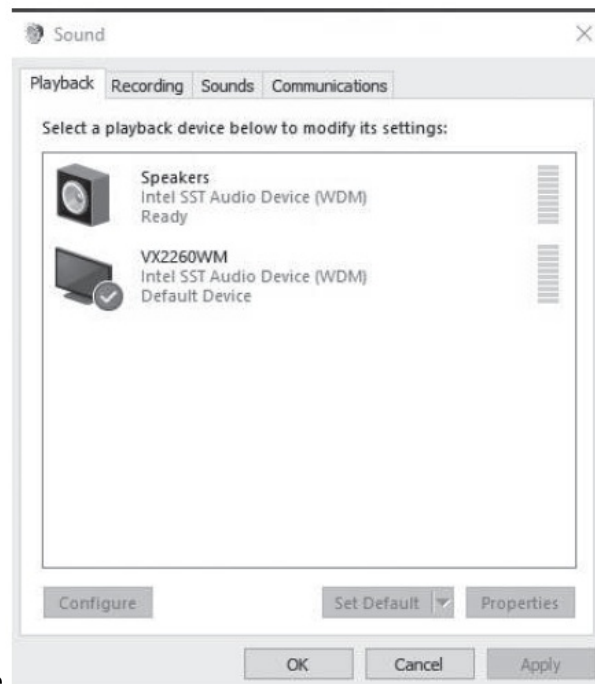 Sound
Playback Recording Sounds Communications
Select a playback device below to modify its settings:
Speakers
Intel SST Audio Device (WDM)
Ready
VX2260WM
Intel SST Audio Device (WDM)
Default Device
Configure Set Default Properties
OK Cancel Apply